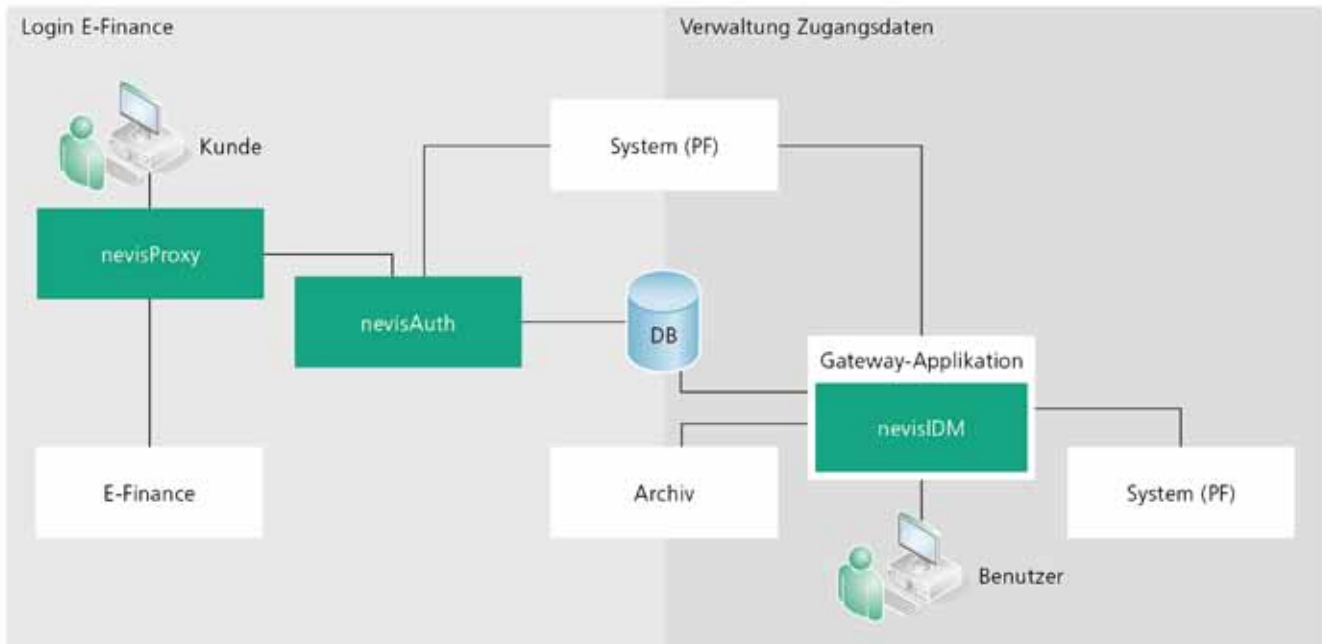 Login E-Finance
Verwaltung Zugangsdaten
Kunde
System (PF)
nevisProxy
nevisAuth
DB
Gateway-Applikation
nevisIDM
E-Finance
Archiv
System (PF)
Benutzer